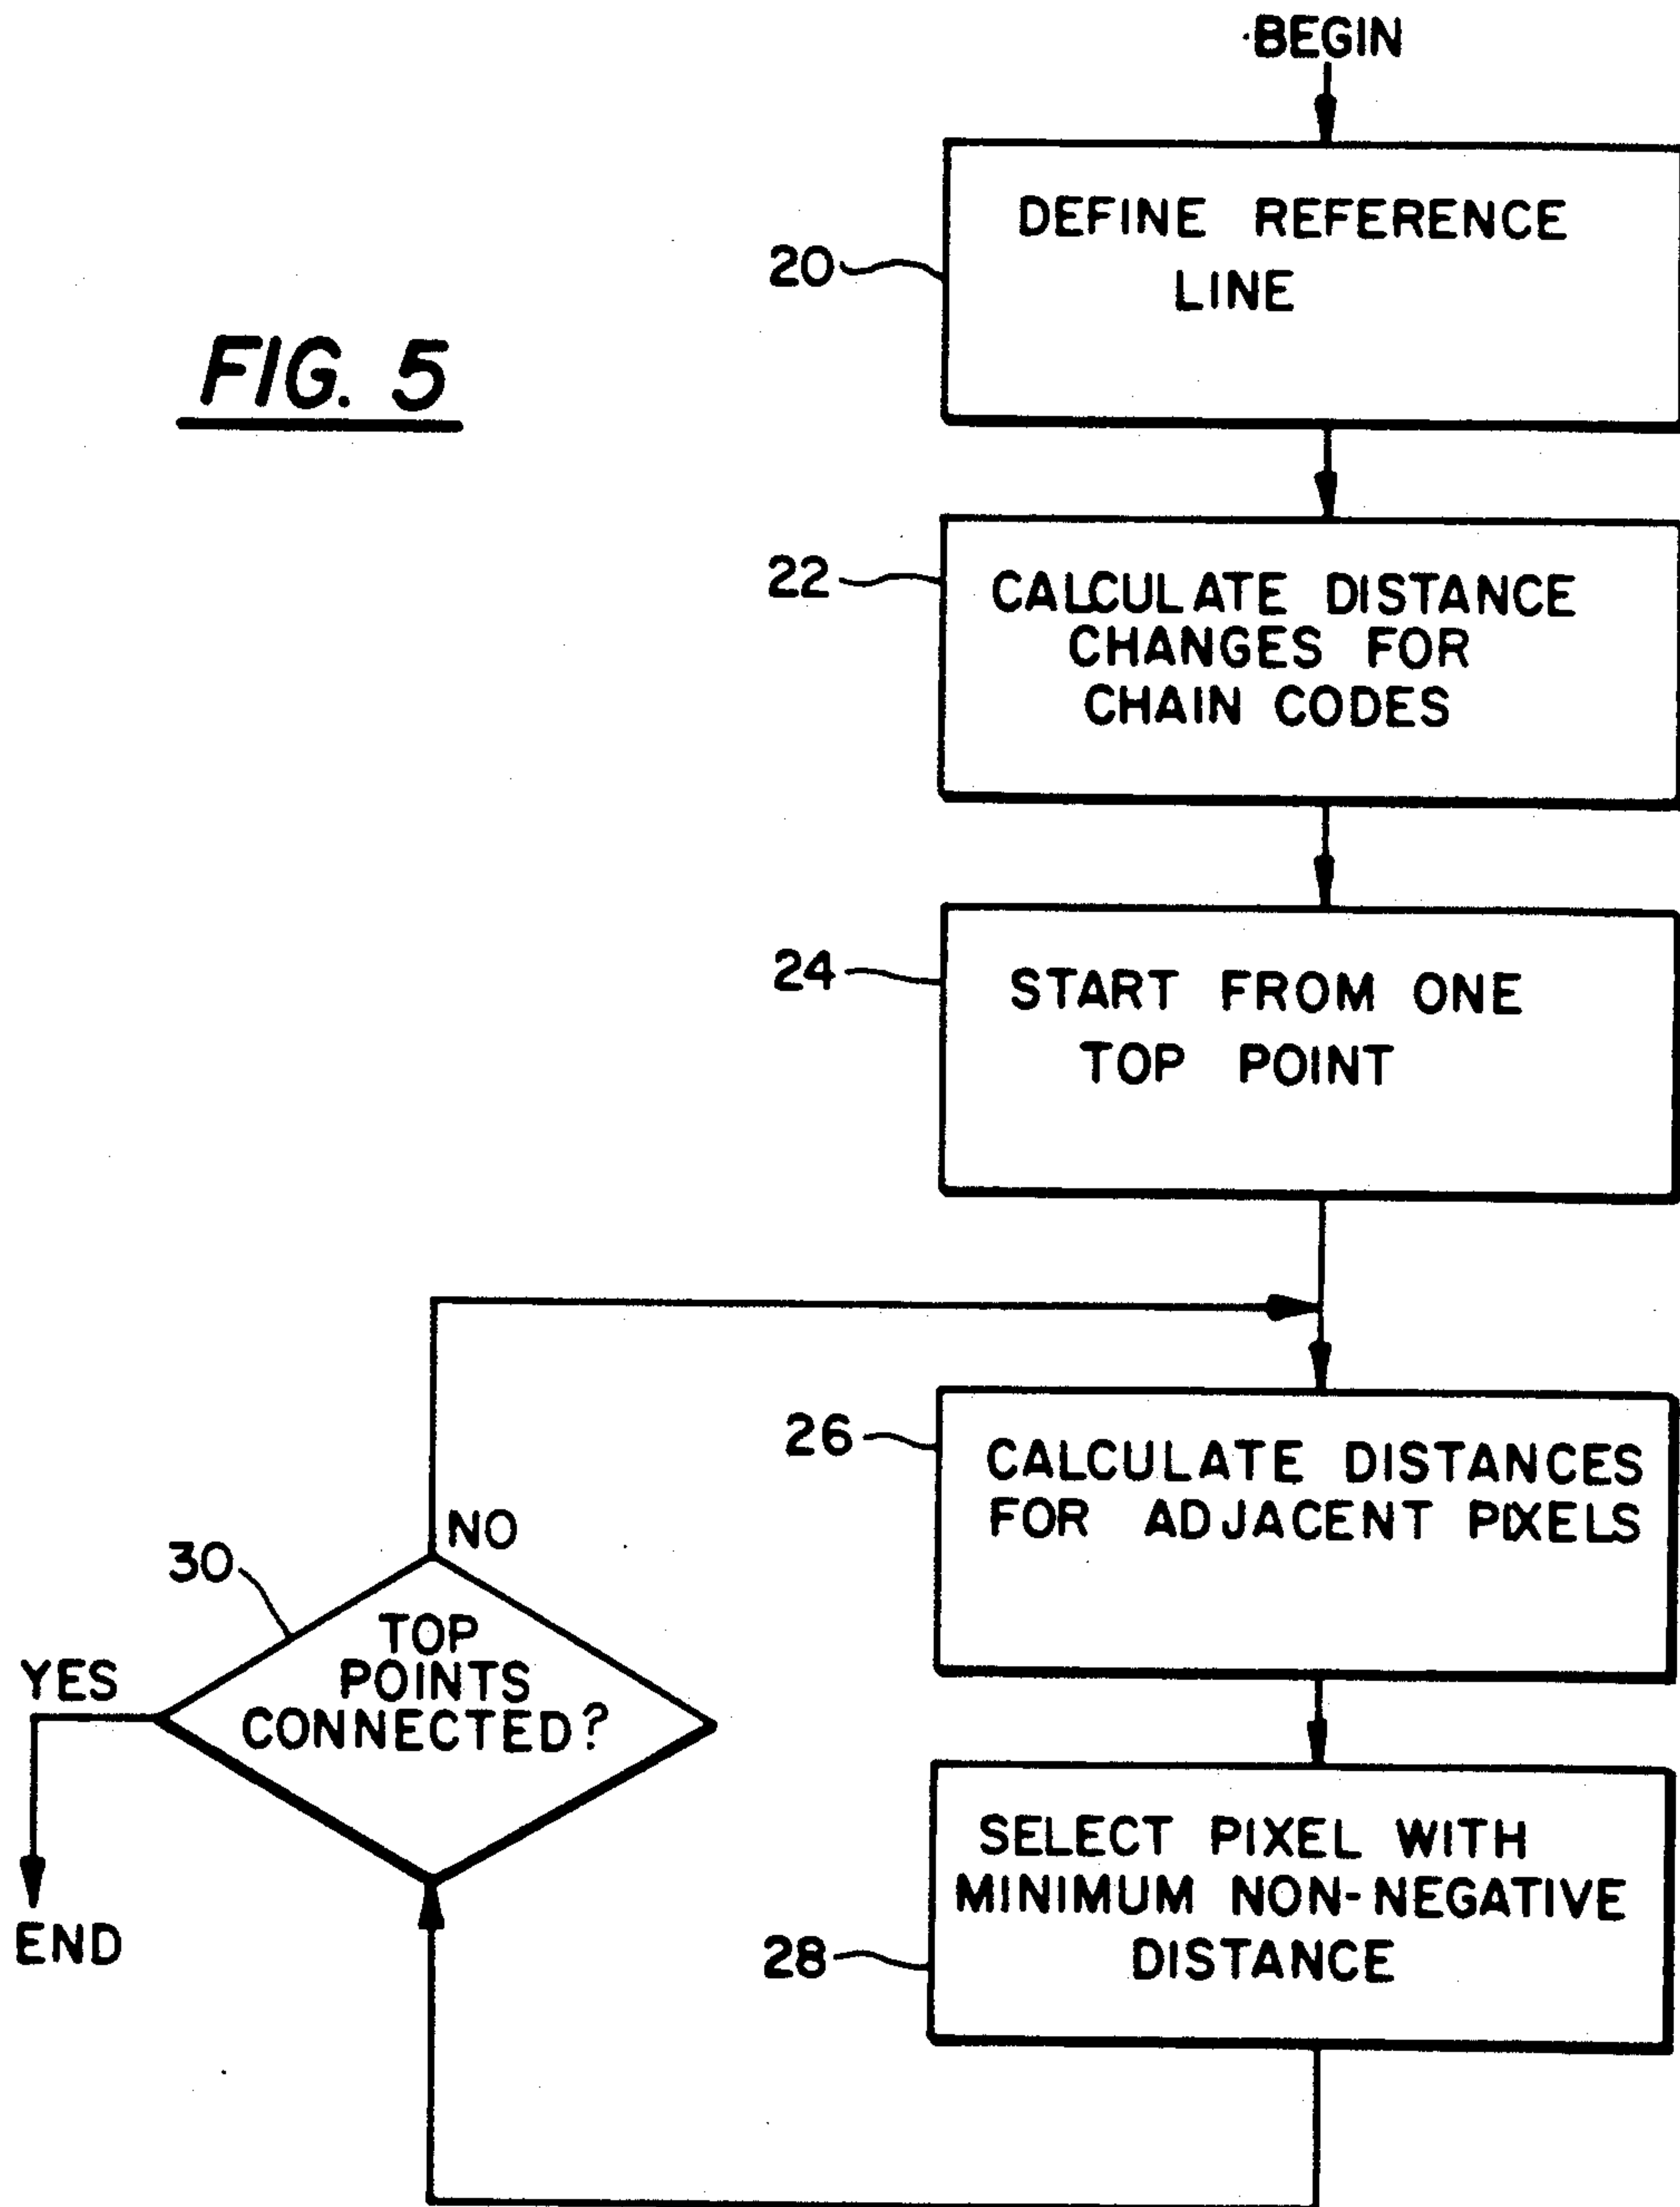 BEGIN
DEFINE REFERENCE
LINE
20
FIG. 5
22
CALCULATE DISTANCE
CHANGES FOR
CHAIN CODES
24
START FROM ONE
TOP POINT
26
CALCULATE DISTANCES
FOR ADJACENT PIXELS
NO
30
TOP
POINTS
CONNECTED?
YES
END
SELECT PIXEL WITH
MINIMUM NON-NEGATIVE
DISTANCE
28